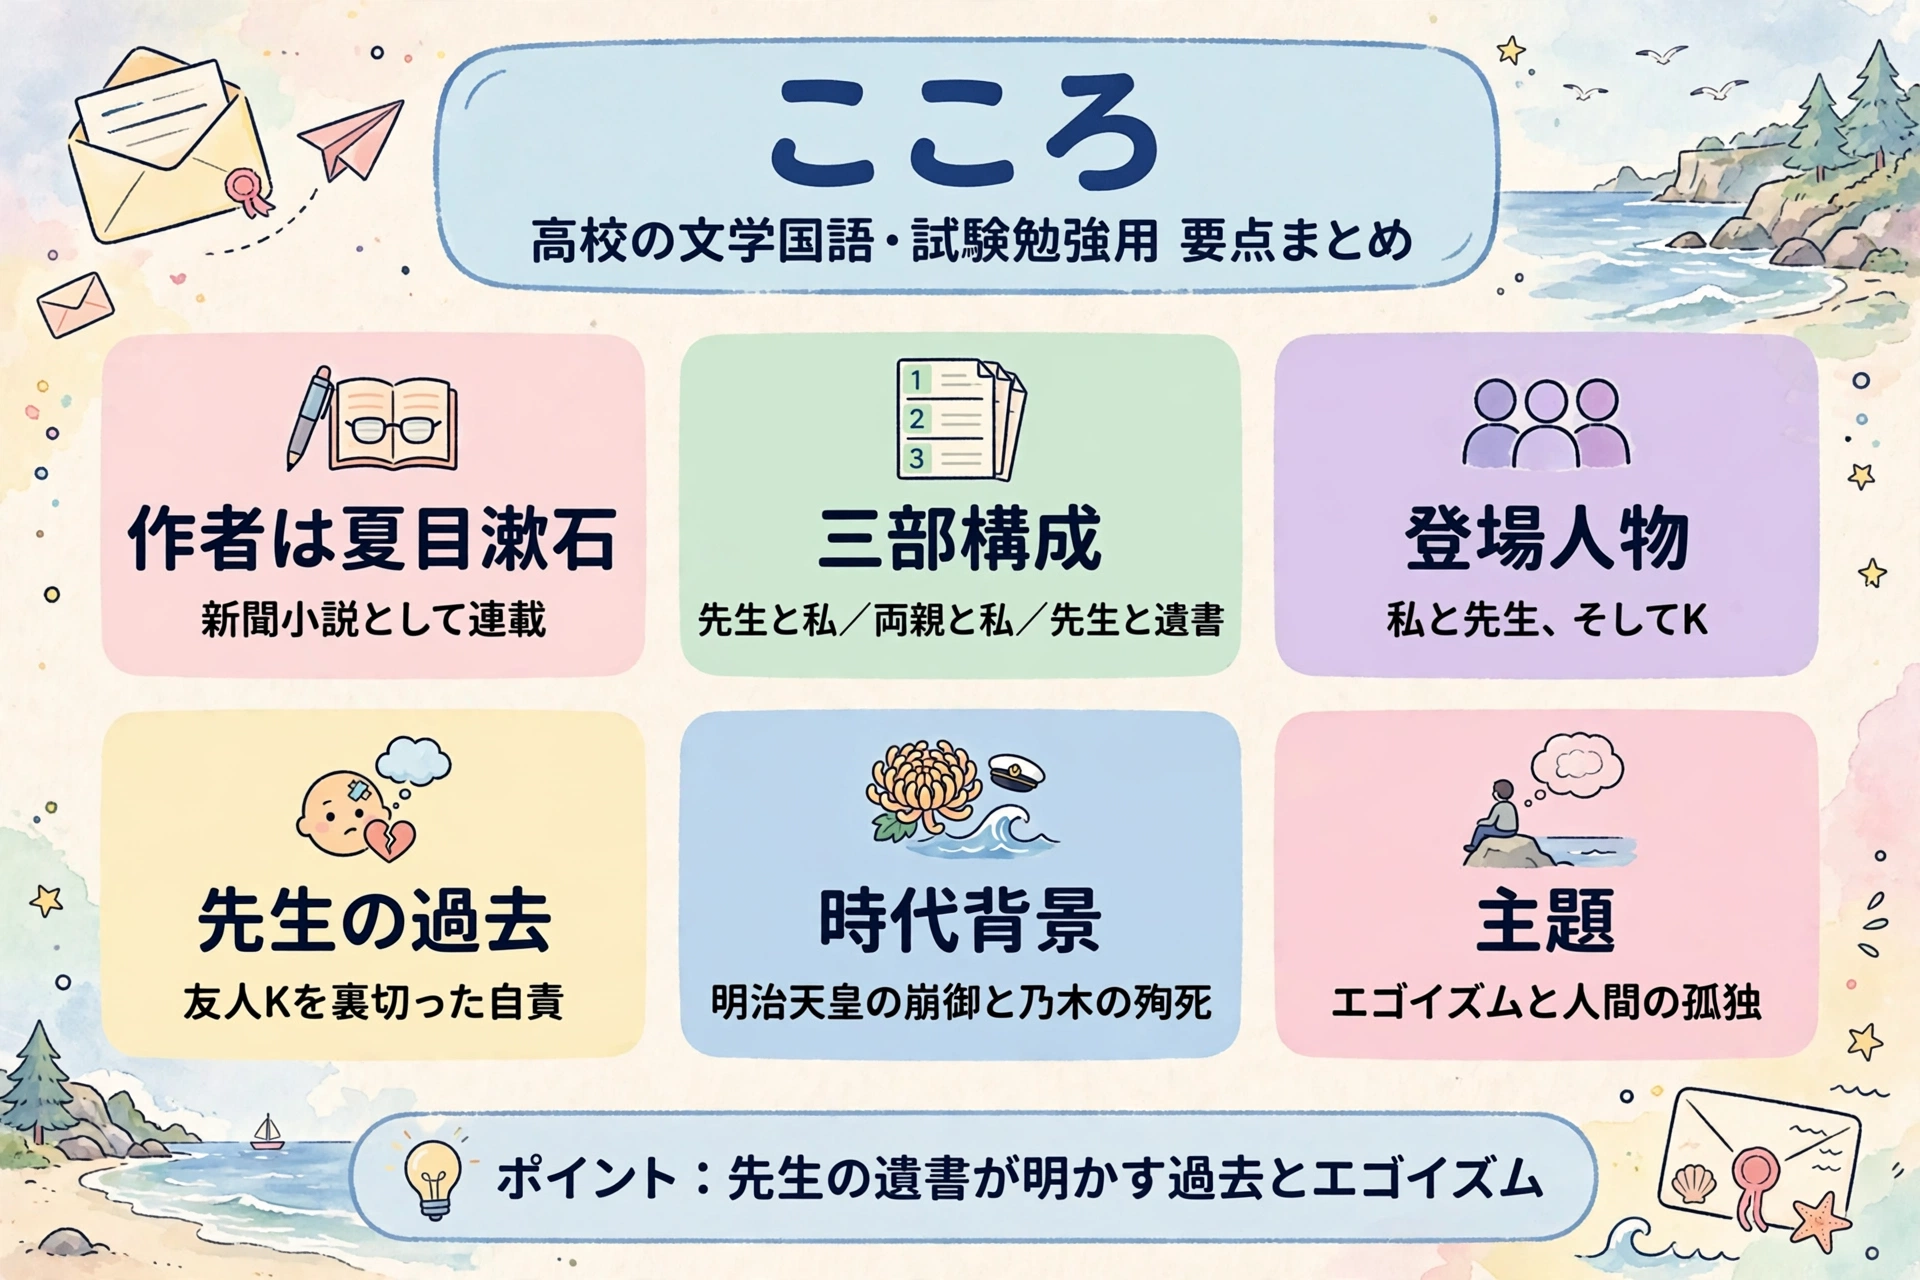 こころ
高校の文学国語・試験勉強用 要点まとめ
1
2
3
作者は夏目漱石
新聞小説として連載
三部構成
先生と私／両親と私／先生と遺書
登場人物
私と先生、そしてK
先生の過去
友人Kを裏切った自責
時代背景
明治天皇の崩御と乃木の殉死
主題
エゴイズムと人間の孤独
ポイント：先生の遺書が明かす過去とエゴイズム